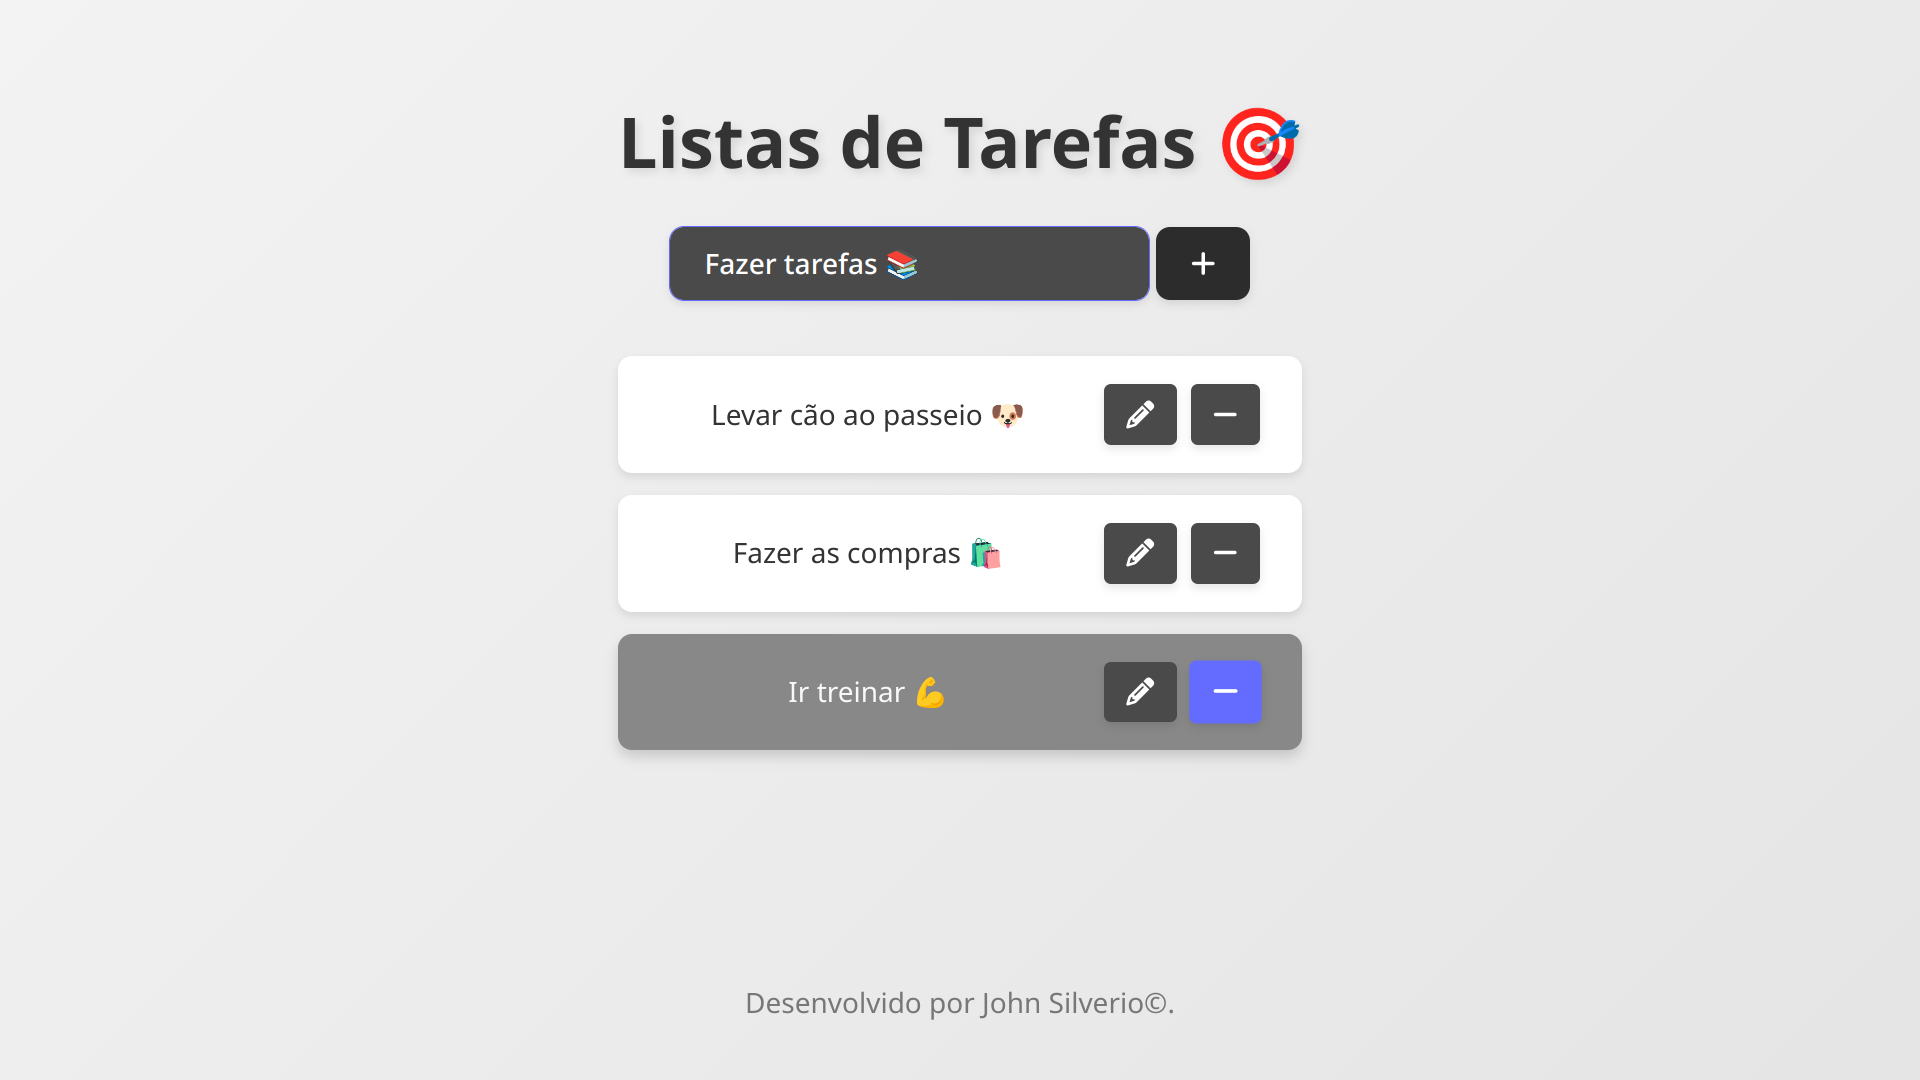 Listas de Tarefas 🎯
Fazer tarefas 📚
Levar cão ao passeio 🐶
Fazer as compras 🛍️
Ir treinar 💪
Desenvolvido por John Silverio©.